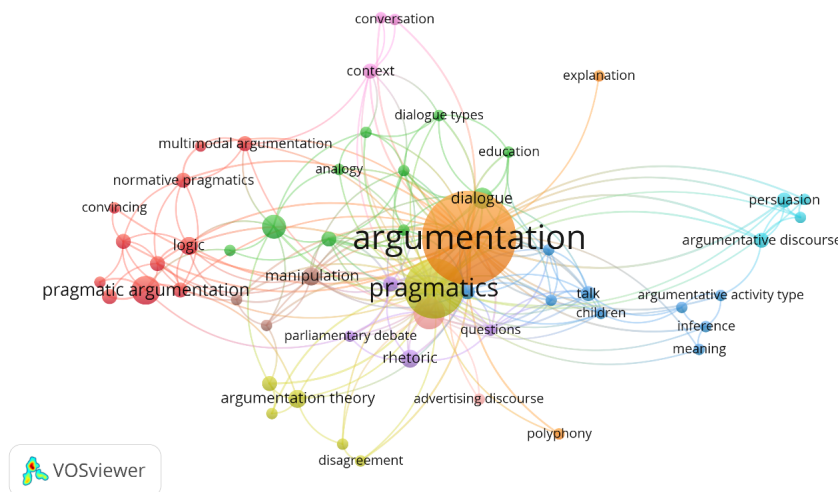 conversation
context
explanation
dialogue types
multimodal argumentation
education
analogy
normative pragmatics
dialogue
persuasion
convincing
argumentation
logic
argumentative discourse
manipulation
pragmatic argumentation
pragmatics
talk
argumentative activity type
children
inference
questions
parliamentary debate
meaning
rhetoric
argumentation theory
advertising discourse
polyphony
disagreement
VOSviewer